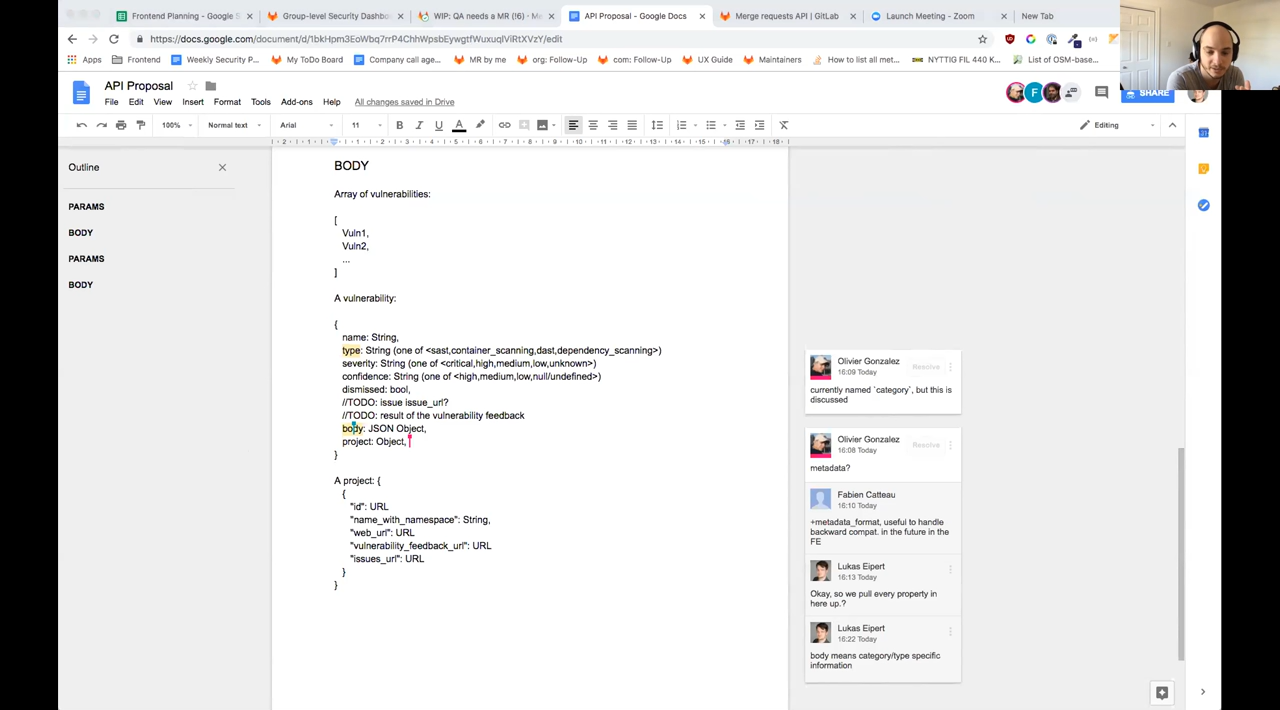 Frontend Planning - Google S
Group-level Security Dashbo
WIP: QA needs a MR (!6) · Me
API Proposal - Google Docs
Merge requests API | GitLab
Launch Meeting - Zoom
New Tab
Apps
Frontend
Weekly Security P
My ToDo Board
Company call age...
MR by me
org: Follow-Up
com: Follow-Up
UX Guide
Maintainers
How to list all met...
NYTTIG FIL 440 K...
List of OSM-base...
API Proposal
File Edit View Insert Format Tools Add-ons Help All changes saved in Drive
SHARE
100% Normal text Arial 11 B I U A Editing
Outline
PARAMS
BODY
PARAMS
BODY
BODY
Array of vulnerabilities:
[
Vuln1,
Vuln2,
...
]
A vulnerability:
{
name: String,
type: String (one of <sast,container_scanning,dast,dependency_scanning>)
severity: String (one of <critical,high,medium,low,unknown>)
confidence: String (one of <high,medium,low,null/undefined>)
dismissed: bool,
//TODO: issue issue_url?
//TODO: result of the vulnerability feedback
body: JSON Object,
project: Object,
}
A project: {
{
"id": URL
"name_with_namespace": String,
"web_url": URL
"vulnerability_feedback_url": URL
"issues_url": URL
}
}
Olivier Gonzalez
16:09 Today
Resolve
currently named `category`, but this is
discussed
Olivier Gonzalez
16:08 Today
Resolve
metadata?
Fabien Catteau
16:10 Today
+metadata_format, useful to handle
backward compat. in the future in the
FE
Lukas Eipert
16:13 Today
Okay, so we pull every property in
here up.?
Lukas Eipert
16:22 Today
body means category/type specific
information